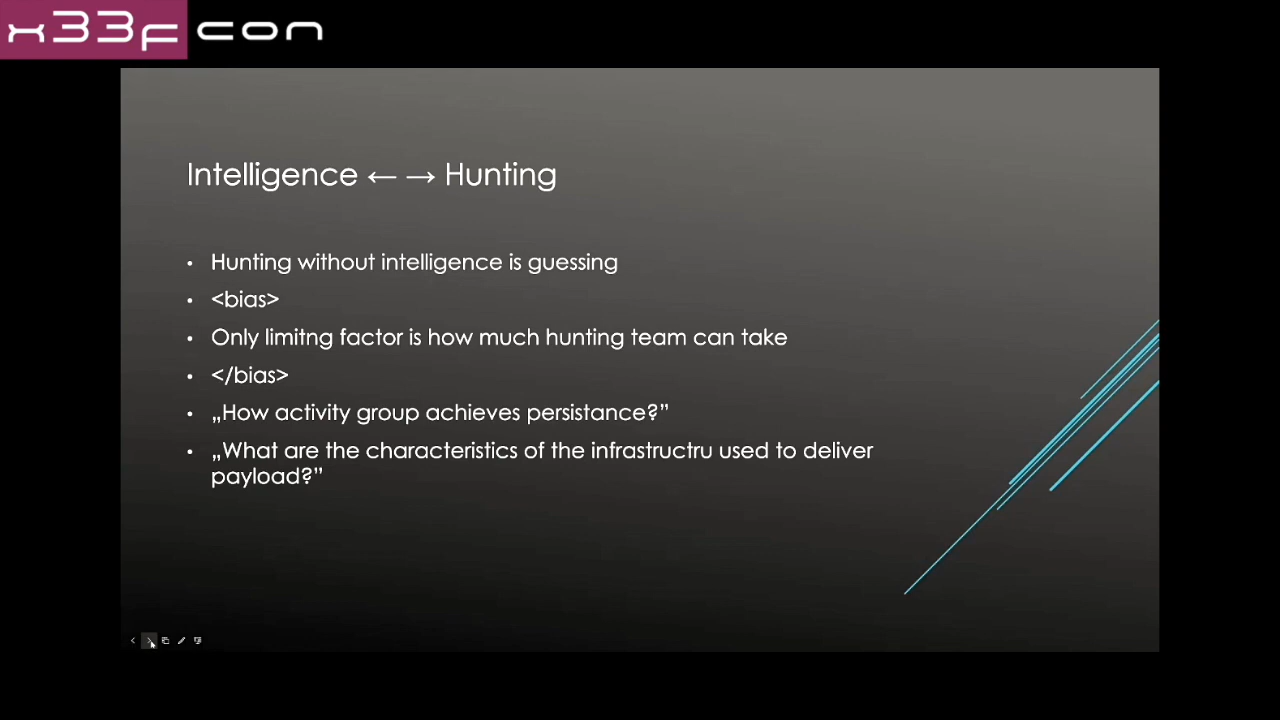 x33fcon
Intelligence ← → Hunting
• Hunting without intelligence is guessing
• <bias>
• Only limitng factor is how much hunting team can take
• </bias>
• „How activity group achieves persistance?”
• „What are the characteristics of the infrastructru used to deliver
payload?”